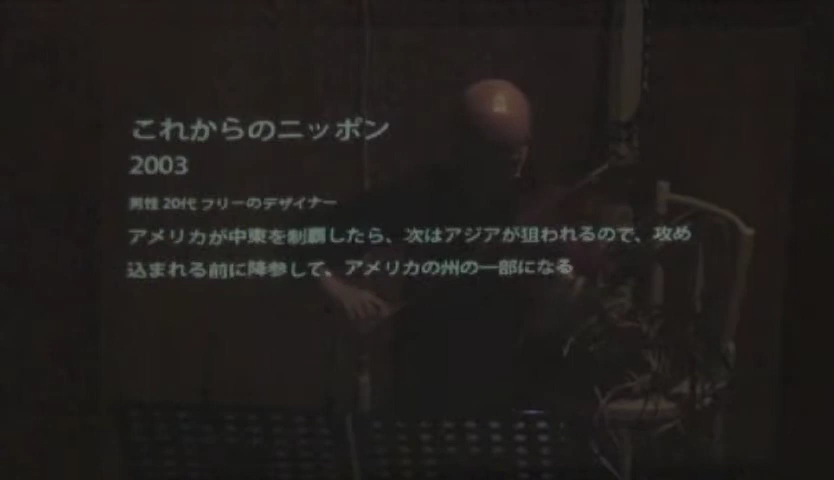 これからのニッポン
2003
男性 20代 フリーのデザイナー
アメリカが中東を制覇したら、次はアジアが狙われるので、攻め
込まれる前に降参して、アメリカの州の一部になる